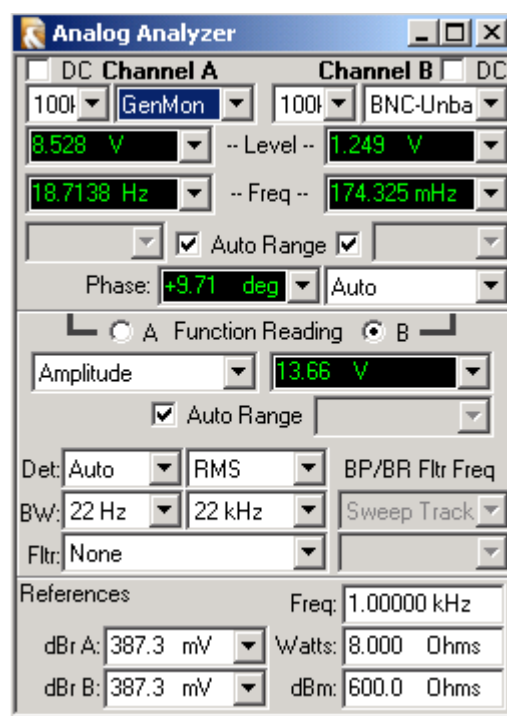 Analog Analyzer
DC Channel A Channel B DC
100k GenMon 100k BNC-Unba
8.528 V -- Level -- 1.249 V
18.7138 Hz -- Freq -- 174.325 mHz
Auto Range
Phase: +9.71 deg Auto
A Function Reading B
Amplitude 13.66 V
Auto Range
Det: Auto RMS BP/BR Fltr Freq
BW: 22 Hz 22 kHz Sweep Track
Fltr: None
References Freq: 1.00000 kHz
dBr A: 387.3 mV Watts: 8.000 Ohms
dBr B: 387.3 mV dBm: 600.0 Ohms